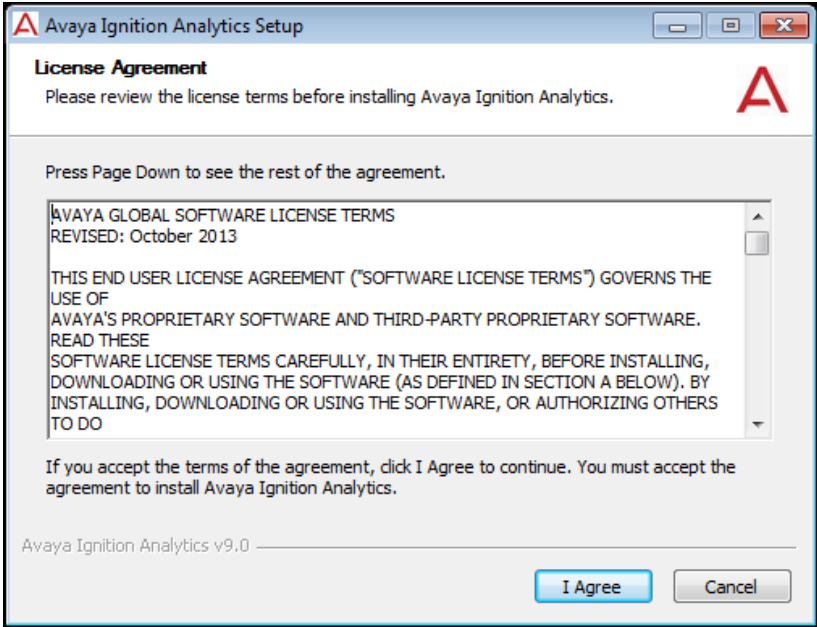 Avaya Ignition Analytics Setup
License Agreement
Please review the license terms before installing Avaya Ignition Analytics.
Press Page Down to see the rest of the agreement.
AVAYA GLOBAL SOFTWARE LICENSE TERMS
REVISED: October 2013
THIS END USER LICENSE AGREEMENT ("SOFTWARE LICENSE TERMS") GOVERNS THE
USE OF
AVAYA'S PROPRIETARY SOFTWARE AND THIRD-PARTY PROPRIETARY SOFTWARE.
READ THESE
SOFTWARE LICENSE TERMS CAREFULLY, IN THEIR ENTIRETY, BEFORE INSTALLING,
DOWNLOADING OR USING THE SOFTWARE (AS DEFINED IN SECTION A BELOW). BY
INSTALLING, DOWNLOADING OR USING THE SOFTWARE, OR AUTHORIZING OTHERS
TO DO
If you accept the terms of the agreement, click I Agree to continue. You must accept the
agreement to install Avaya Ignition Analytics.
Avaya Ignition Analytics v9.0
I Agree Cancel